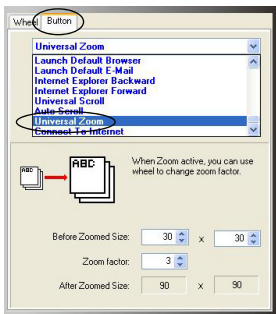 Wheel Button
Universal Zoom
Launch Default Browser
Launch Default E-Mail
Internet Explorer Backward
Internet Explorer Forward
Universal Scroll
Auto Scroll
Universal Zoom
Connect To Internet
ABC
ABC
When Zoom active, you can use
wheel to change zoom factor.
Before Zoomed Size: 30 x 30
Zoom factor: 3
After Zoomed Size: 90 x 90